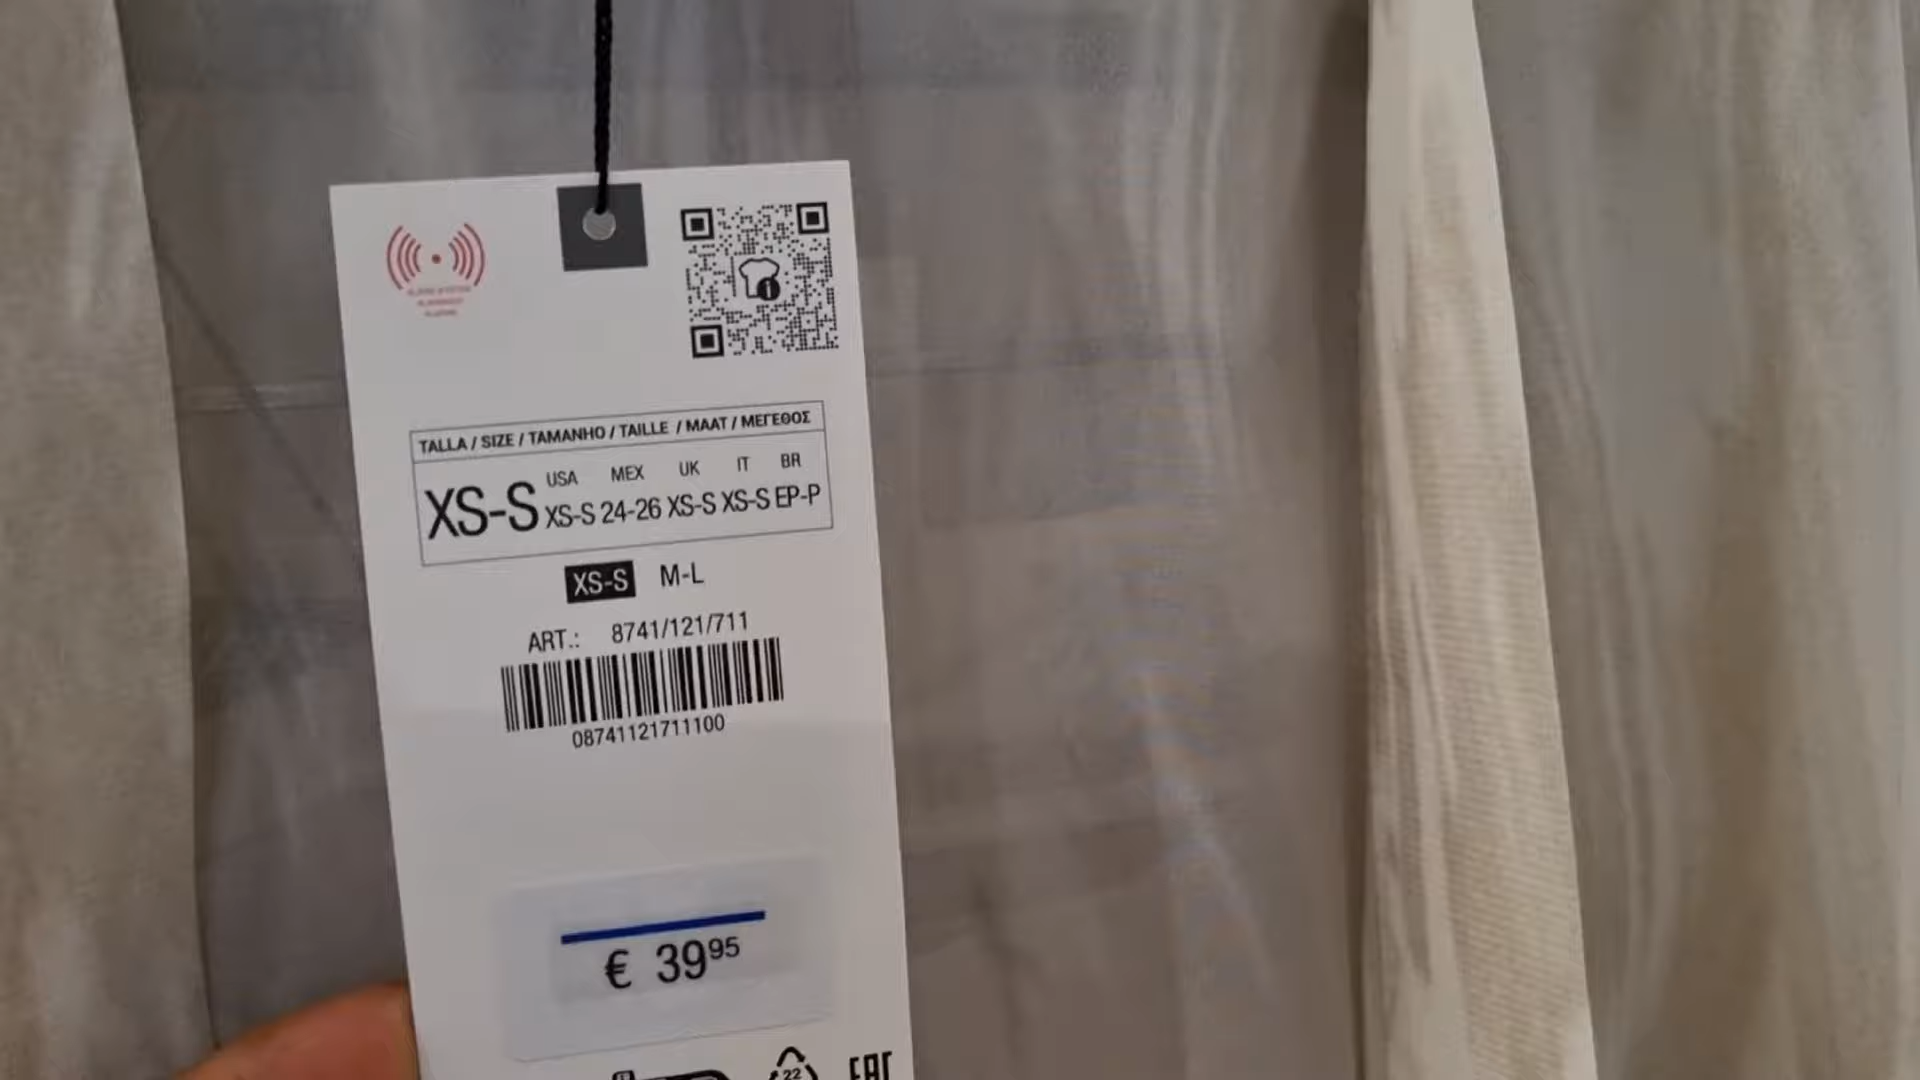 TALLA / SIZE / TAMANHO / TAILLE / MAAT / ΜΕΓΕΘΟΣ
USA MEX UK IT BR
XS-S XS-S 24-26 XS-S XS-S EP-P
XS-S M-L
ART.: 8741/121/711
08741121711100
€ 39⁹⁵
22